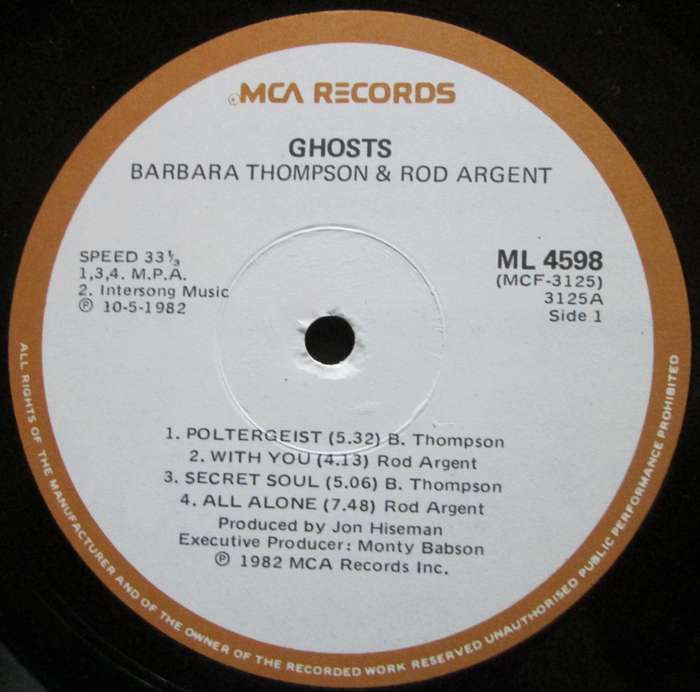 MCA RECORDS
GHOSTS
BARBARA THOMPSON & ROD ARGENT
SPEED 33⅓
1,3,4. M.P.A.
2. Intersong Music
℗ 10-5-1982
ML 4598
(MCF-3125)
3125A
Side 1
1. POLTERGEIST (5.32) B. Thompson
2. WITH YOU (4.13) Rod Argent
3. SECRET SOUL (5.06) B. Thompson
4. ALL ALONE (7.48) Rod Argent
Produced by Jon Hiseman
Executive Producer: Monty Babson
℗ 1982 MCA Records Inc.
ALL RIGHTS OF THE MANUFACTURER AND OF THE OWNER OF THE RECORDED WORK RESERVED UNAUTHORISED PUBLIC PERFORMANCE PROHIBITED